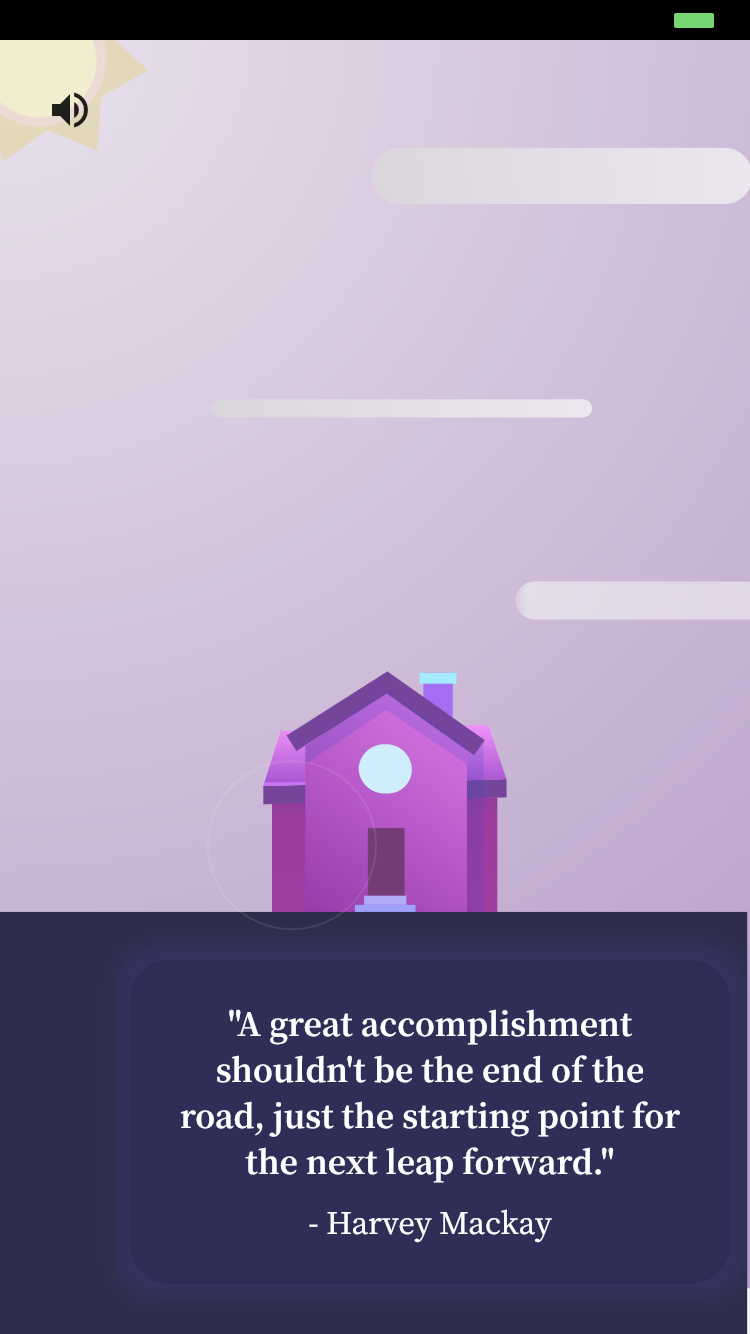 "A great accomplishment
shouldn't be the end of the
road, just the starting point for
the next leap forward."
- Harvey Mackay